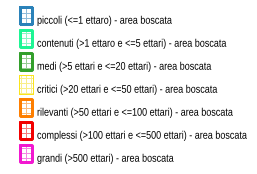 piccoli (<=1 ettaro) - area boscata
contenuti (>1 ettaro e <=5 ettari) - area boscata
medi (>5 ettari e <=20 ettari) - area boscata
critici (>20 ettari e <=50 ettari) - area boscata
rilevanti (>50 ettari e <=100 ettari) - area boscata
complessi (>100 ettari e <=500 ettari) - area boscata
grandi (>500 ettari) - area boscata